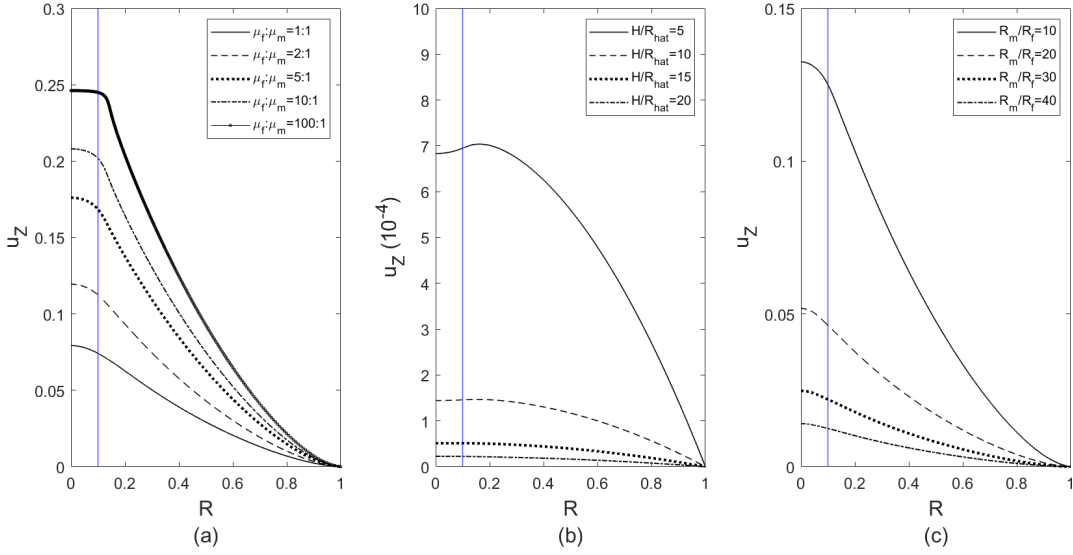 0.3
0.25
0.2
0.15
0.1
0.05
0
u_Z
μ_f:μ_m=1:1
μ_f:μ_m=2:1
μ_f:μ_m=5:1
μ_f:μ_m=10:1
μ_f:μ_m=100:1
0 0.2 0.4 0.6 0.8 1
R
(a)
10
9
8
7
6
5
4
3
2
1
0
u_Z (10^-4)
H/R_hat=5
H/R_hat=10
H/R_hat=15
H/R_hat=20
0 0.2 0.4 0.6 0.8 1
R
(b)
0.15
0.1
0.05
0
u_Z
R_m/R_f=10
R_m/R_f=20
R_m/R_f=30
R_m/R_f=40
0 0.2 0.4 0.6 0.8 1
R
(c)